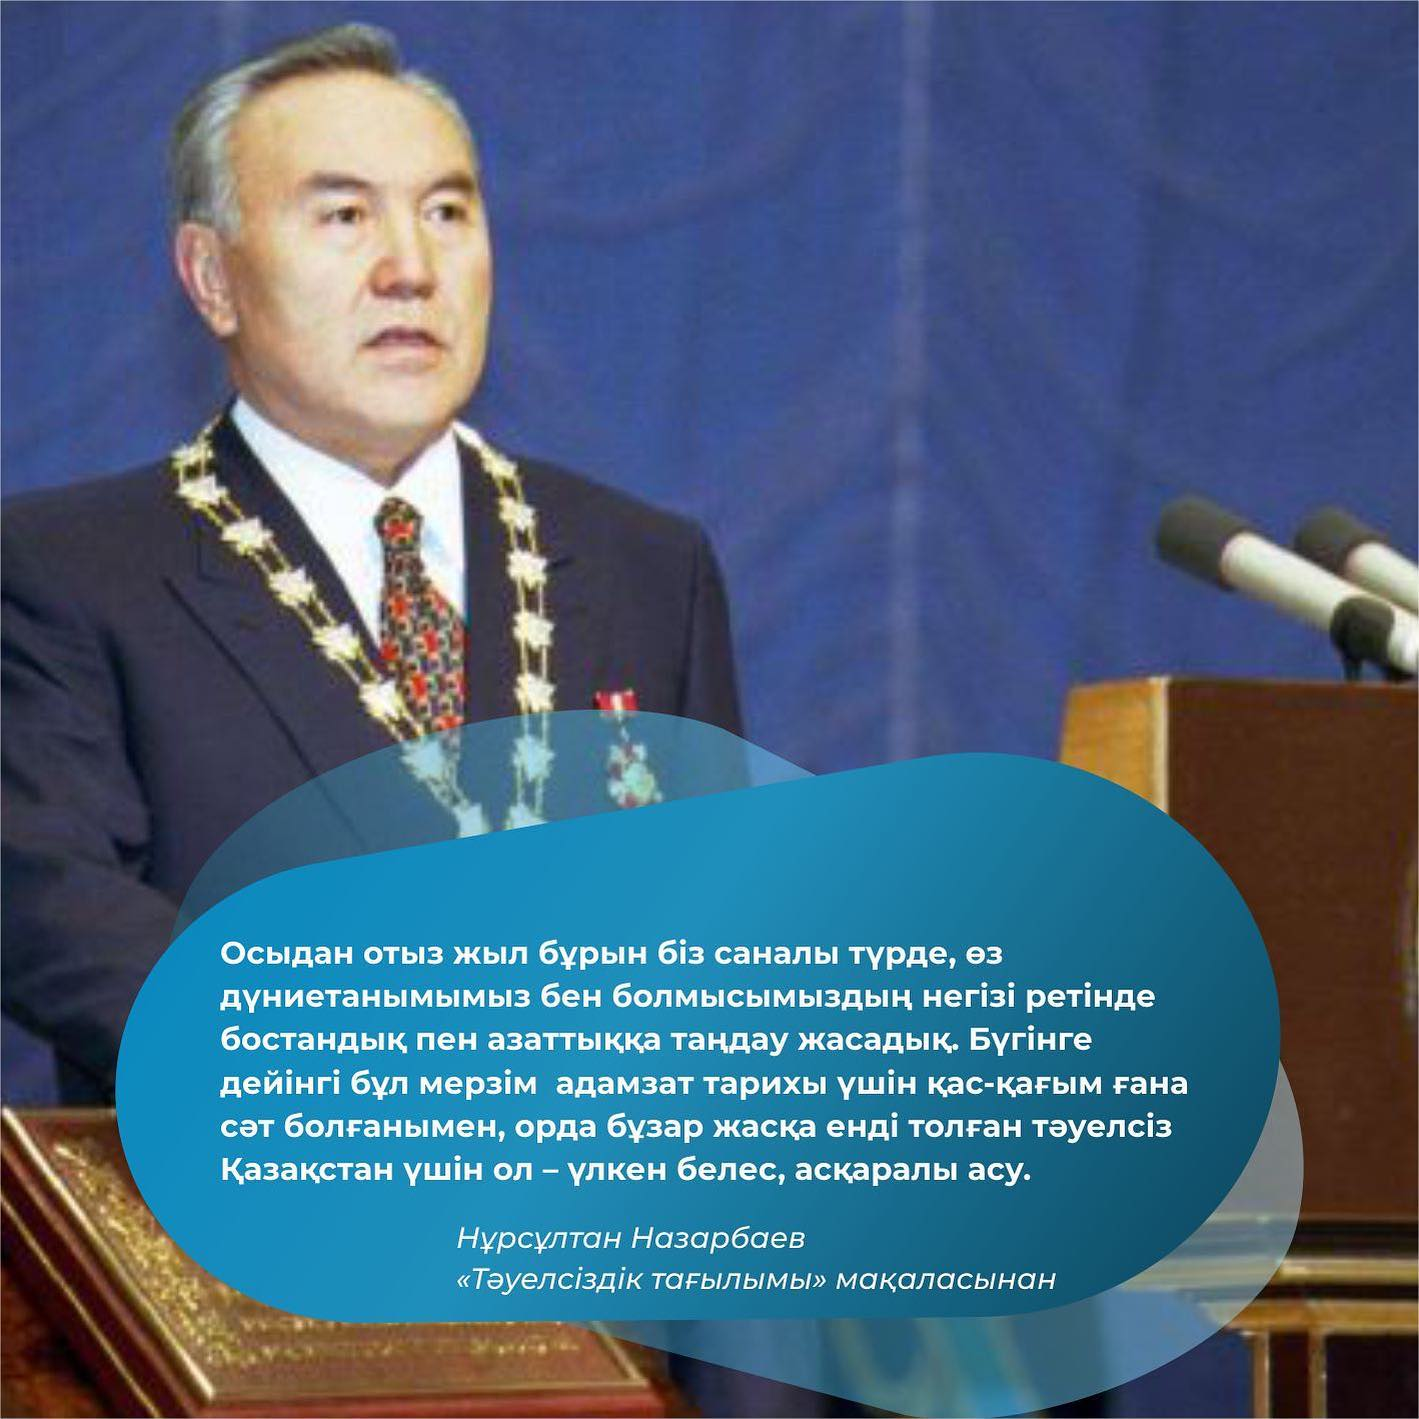 Осыдан отыз жыл бұрын біз саналы түрде, өз
дүниетанымымыз бен болмысымыздың негізі ретінде
бостандық пен азаттыққа таңдау жасадық. Бүгінге
дейінгі бұл мерзім  адамзат тарихы үшін қас-қағым ғана
сәт болғанымен, орда бұзар жасқа енді толған тәуелсіз
Қазақстан үшін ол – үлкен белес, асқаралы асу.
Нұрсұлтан Назарбаев
«Тәуелсіздік тағылымы» мақаласынан